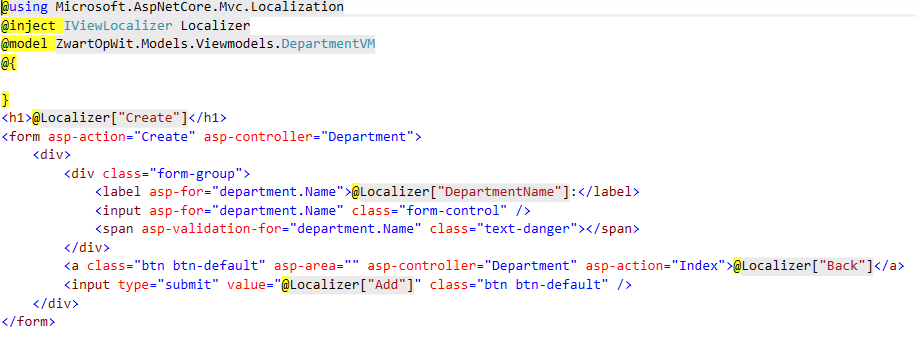 @using Microsoft.AspNetCore.Mvc.Localization
@inject IViewLocalizer Localizer
@model ZwartOpWit.Models.Viewmodels.DepartmentVM
@{

}
<h1>@Localizer["Create"]</h1>
<form asp-action="Create" asp-controller="Department">
    <div>
        <div class="form-group">
            <label asp-for="department.Name">@Localizer["DepartmentName"]:</label>
            <input asp-for="department.Name" class="form-control" />
            <span asp-validation-for="department.Name" class="text-danger"></span>
        </div>
        <a class="btn btn-default" asp-area="" asp-controller="Department" asp-action="Index">@Localizer["Back"]</a>
        <input type="submit" value="@Localizer["Add"]" class="btn btn-default" />
    </div>
</form>